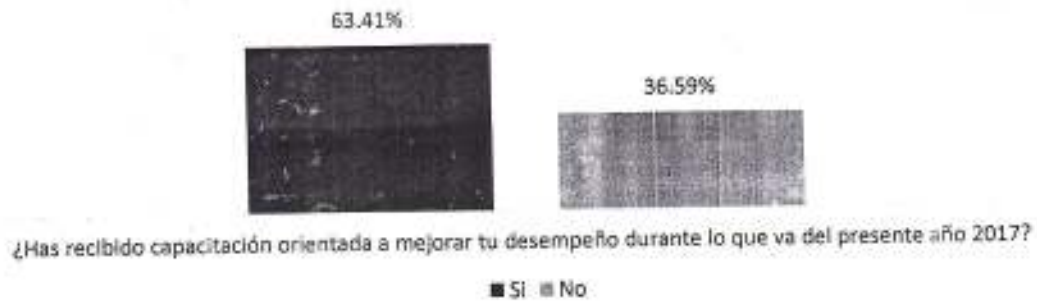 63.41%
36.59%
¿Has recibido capacitación orientada a mejorar tu desempeño durante lo que va del presente año 2017?
Si No